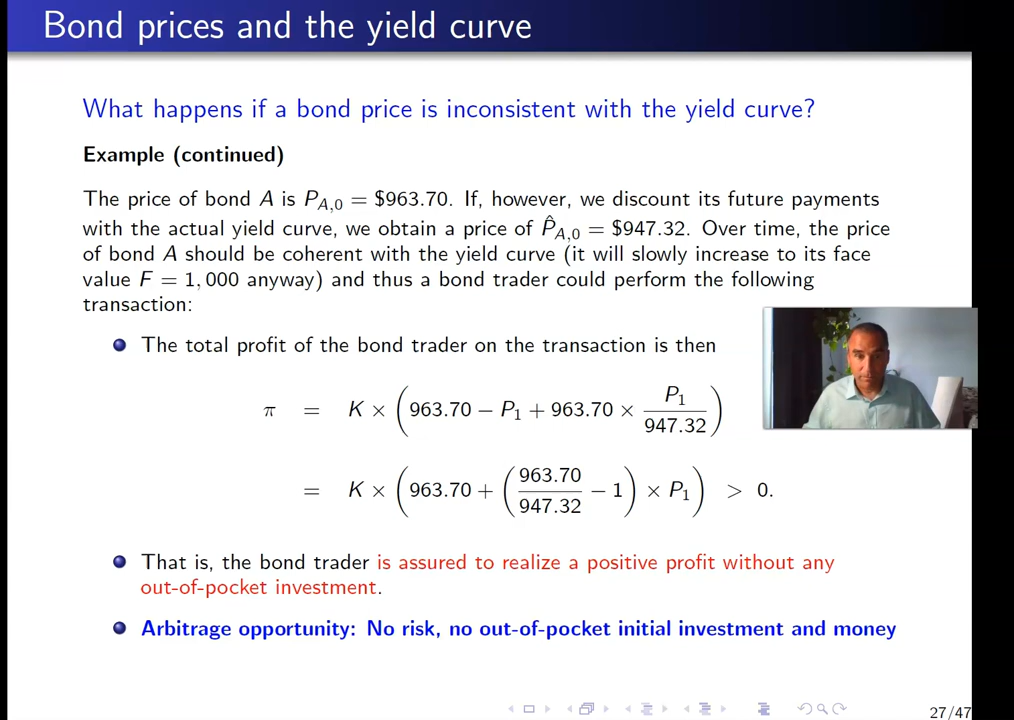 Bond prices and the yield curve
What happens if a bond price is inconsistent with the yield curve?
Example (continued)
The price of bond A is P_{A,0} = $963.70. If, however, we discount its future payments
with the actual yield curve, we obtain a price of P̂_{A,0} = $947.32. Over time, the price
of bond A should be coherent with the yield curve (it will slowly increase to its face
value F = 1,000 anyway) and thus a bond trader could perform the following
transaction:
The total profit of the bond trader on the transaction is then
π = K × (963.70 − P₁ + 963.70 × P₁/947.32)
= K × (963.70 + (963.70/947.32 − 1) × P₁) > 0.
That is, the bond trader is assured to realize a positive profit without any
out-of-pocket investment.
Arbitrage opportunity: No risk, no out-of-pocket initial investment and money
27/47